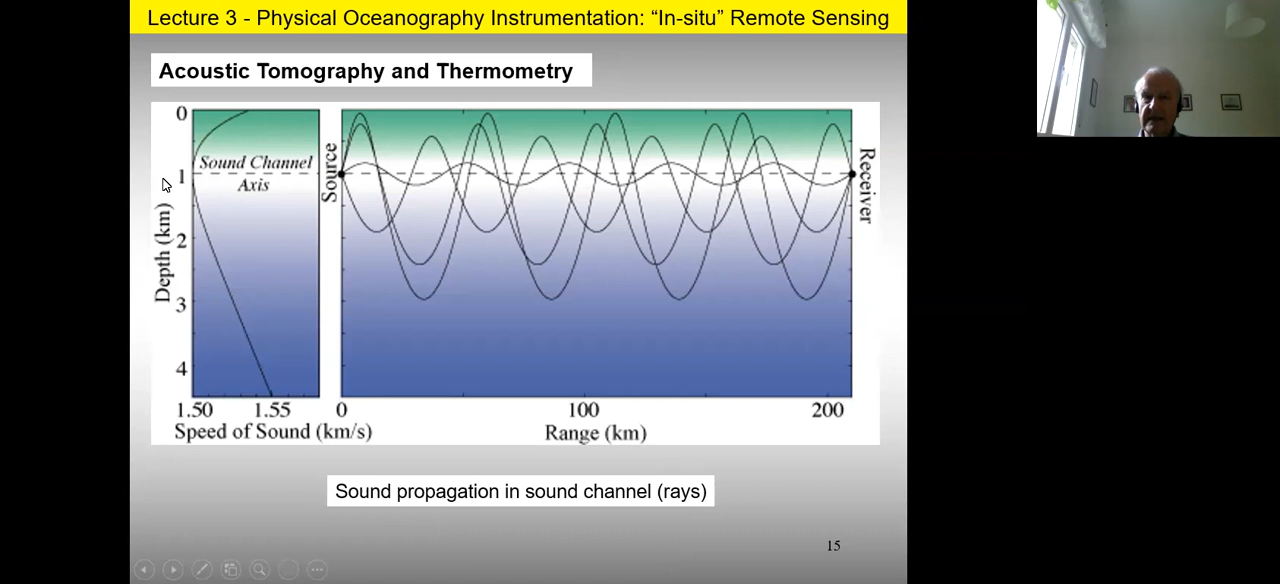 Lecture 3 - Physical Oceanography Instrumentation: “In-situ” Remote Sensing
Acoustic Tomography and Thermometry
0
1
2
3
4
Depth (km)
Sound Channel
Axis
1.50 1.55
Speed of Sound (km/s)
Source
Receiver
0 100 200
Range (km)
Sound propagation in sound channel (rays)
15